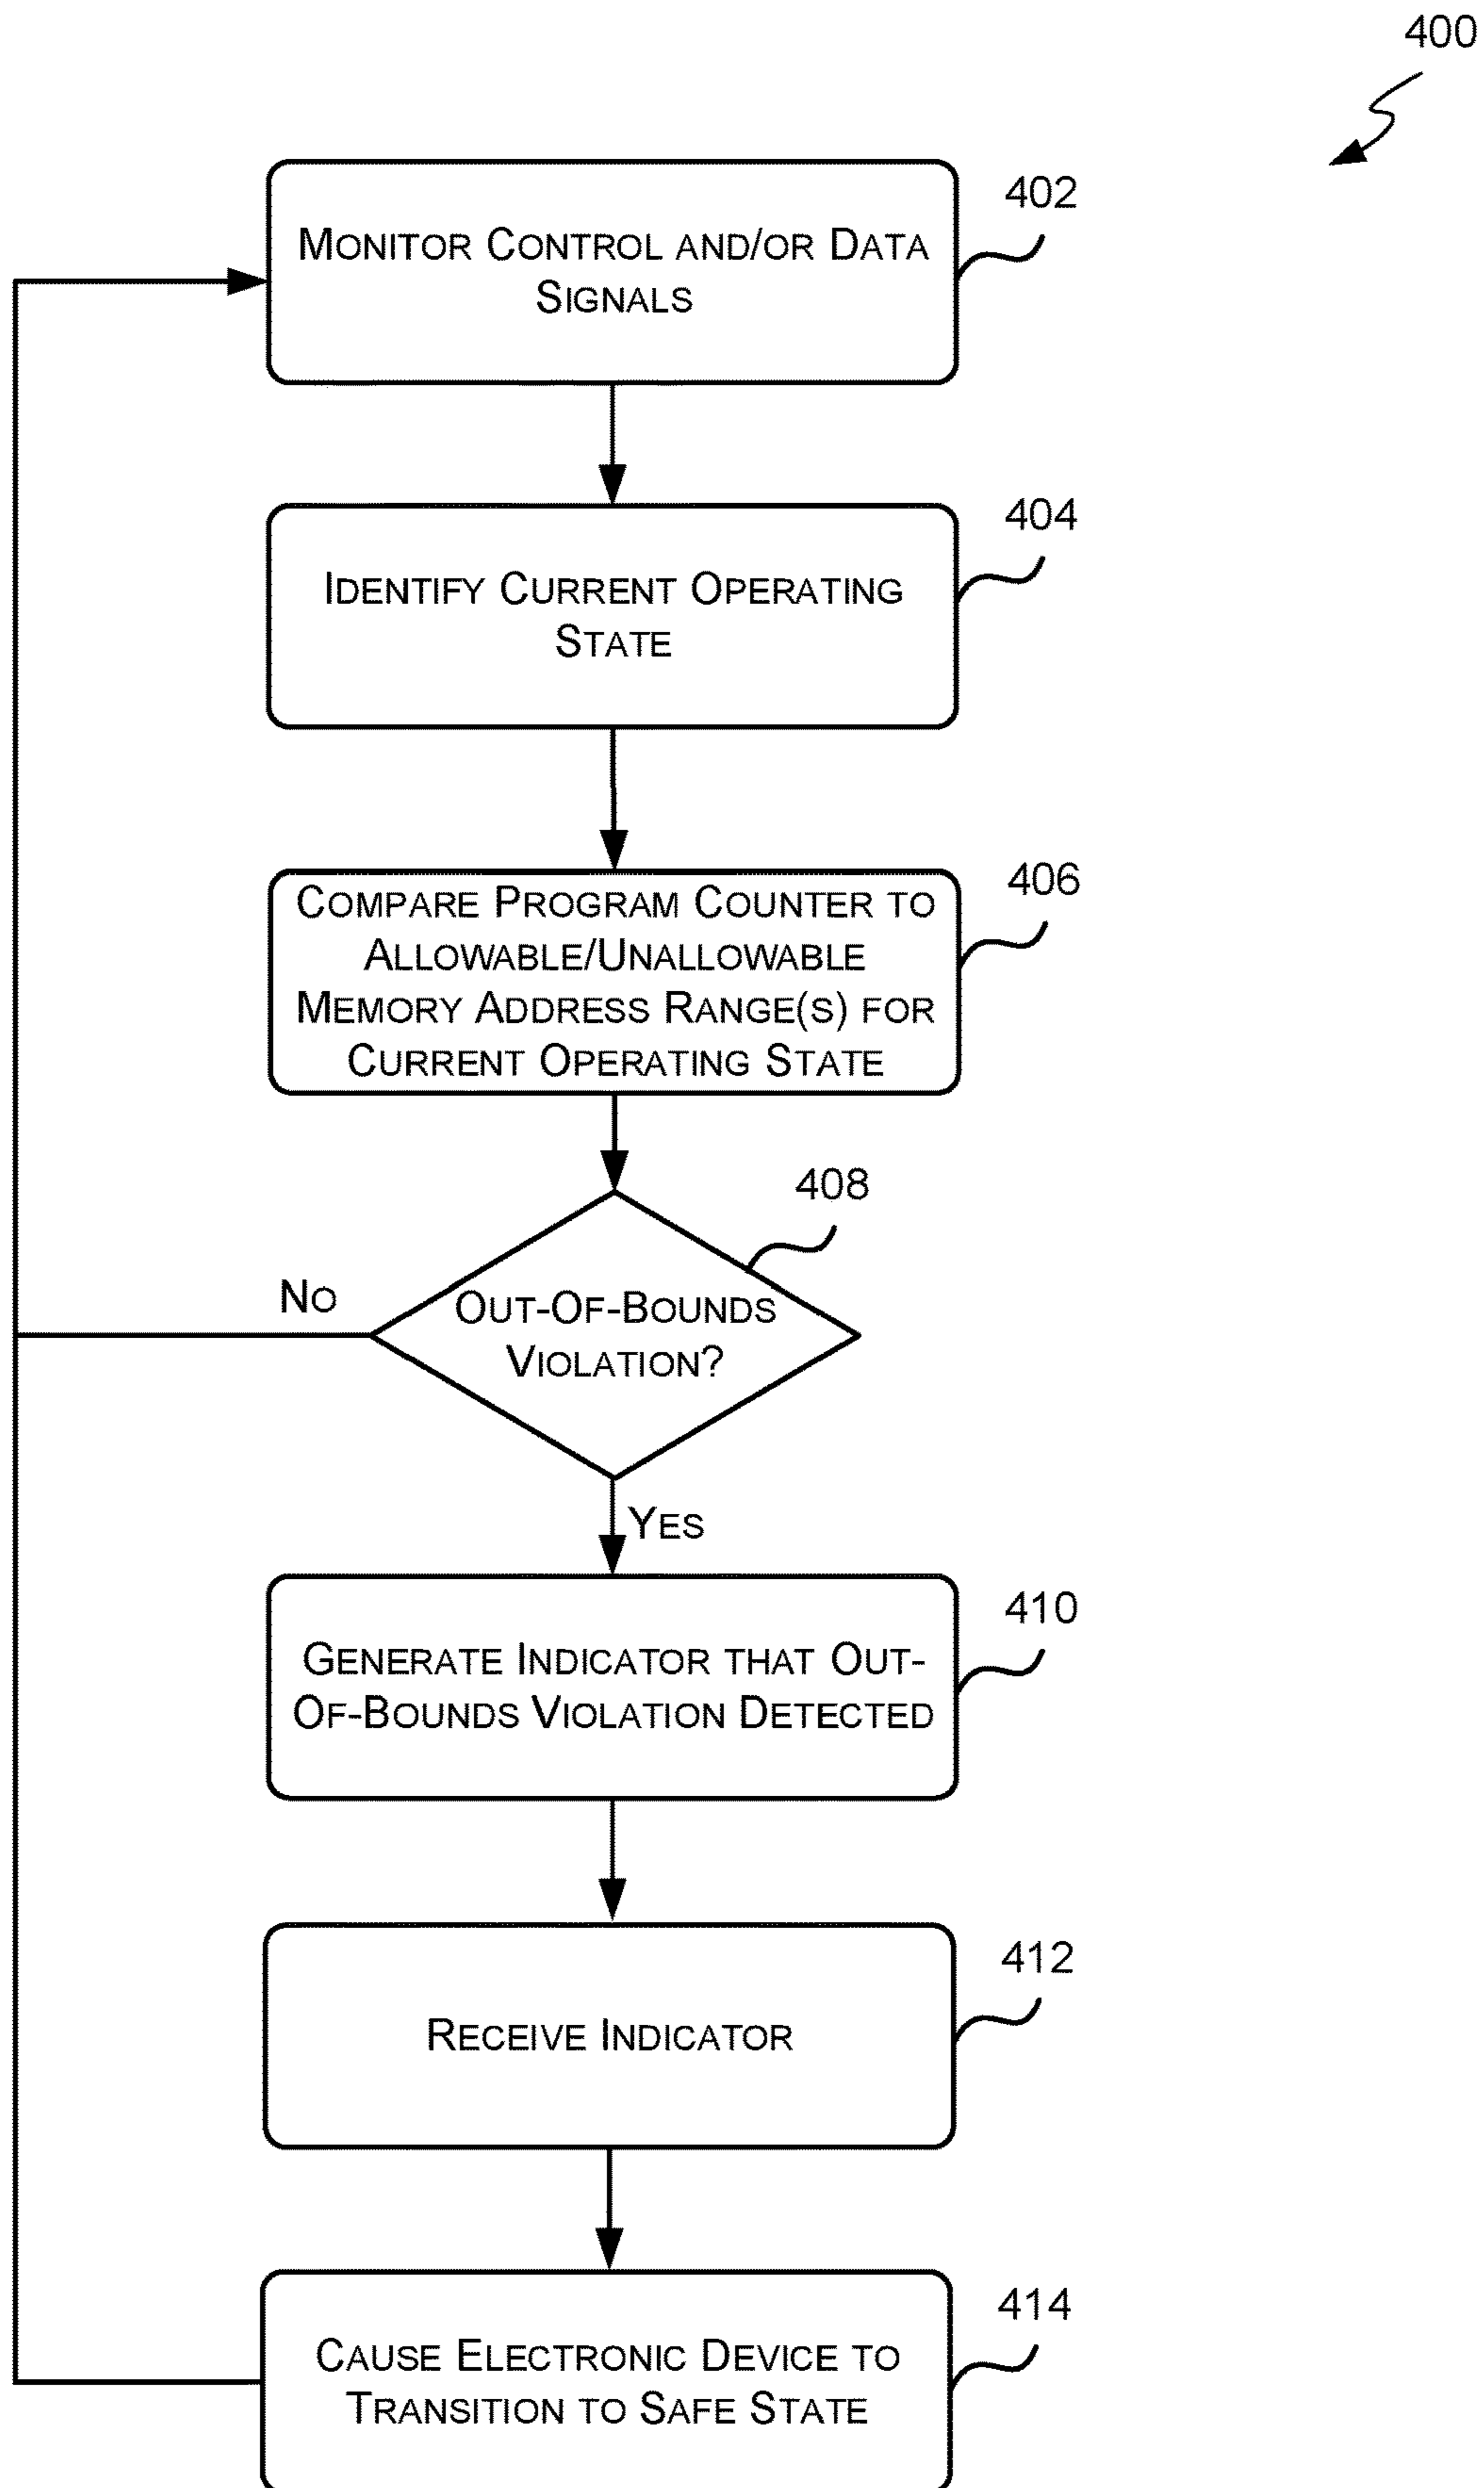 400
402
MONITOR CONTROL AND/OR DATA
SIGNALS
404
IDENTIFY CURRENT OPERATING
STATE
406
COMPARE PROGRAM COUNTER TO
ALLOWABLE/UNALLOWABLE
MEMORY ADDRESS RANGE(S) FOR
CURRENT OPERATING STATE
408
NO
OUT-OF-BOUNDS
VIOLATION?
YES
410
GENERATE INDICATOR THAT OUT-
OF-BOUNDS VIOLATION DETECTED
412
RECEIVE INDICATOR
414
CAUSE ELECTRONIC DEVICE TO
TRANSITION TO SAFE STATE